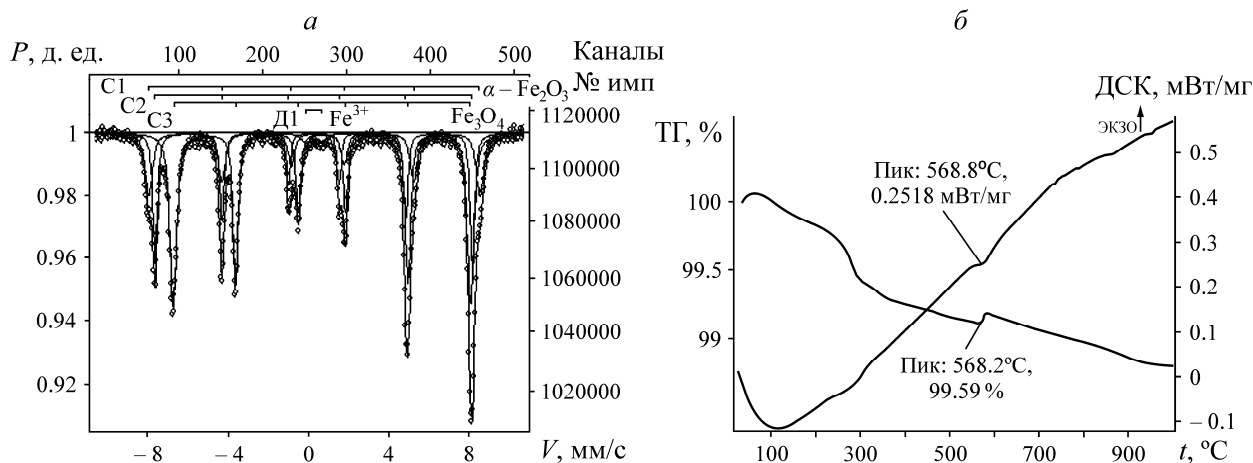 а
P, д. ед.
100 200 300 400 500
Каналы
№ имп
C1
α – Fe₂O₃
C2
C3
Д1
Fe³⁺
Fe₃O₄
1
0.98
0.96
0.94
0.92
1120000
1100000
1080000
1060000
1040000
1020000
– 8 – 4 0 4 8
V, мм/с
б
ТГ, %
ДСК, мВт/мг
ЭКЗО
Пик: 568.8ºC,
0.2518 мВт/мг
100
99.5
99
Пик: 568.2ºC,
99.59 %
0.5
0.4
0.3
0.2
0.1
0
– 0.1
100 300 500 700 900
t, ºC